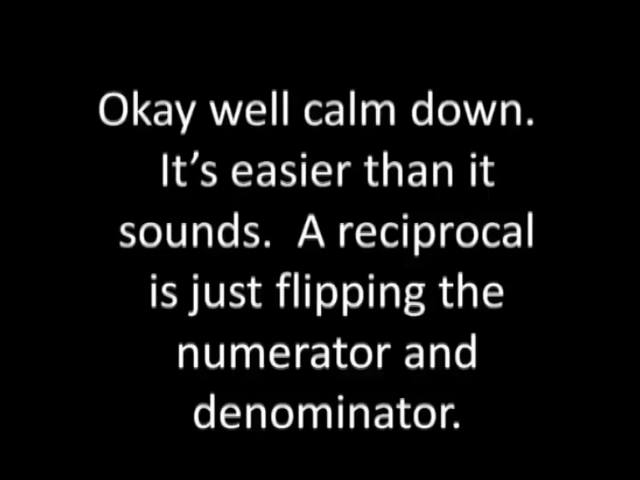 Okay well calm down.
It's easier than it
sounds.  A reciprocal
is just flipping the
numerator and
denominator.